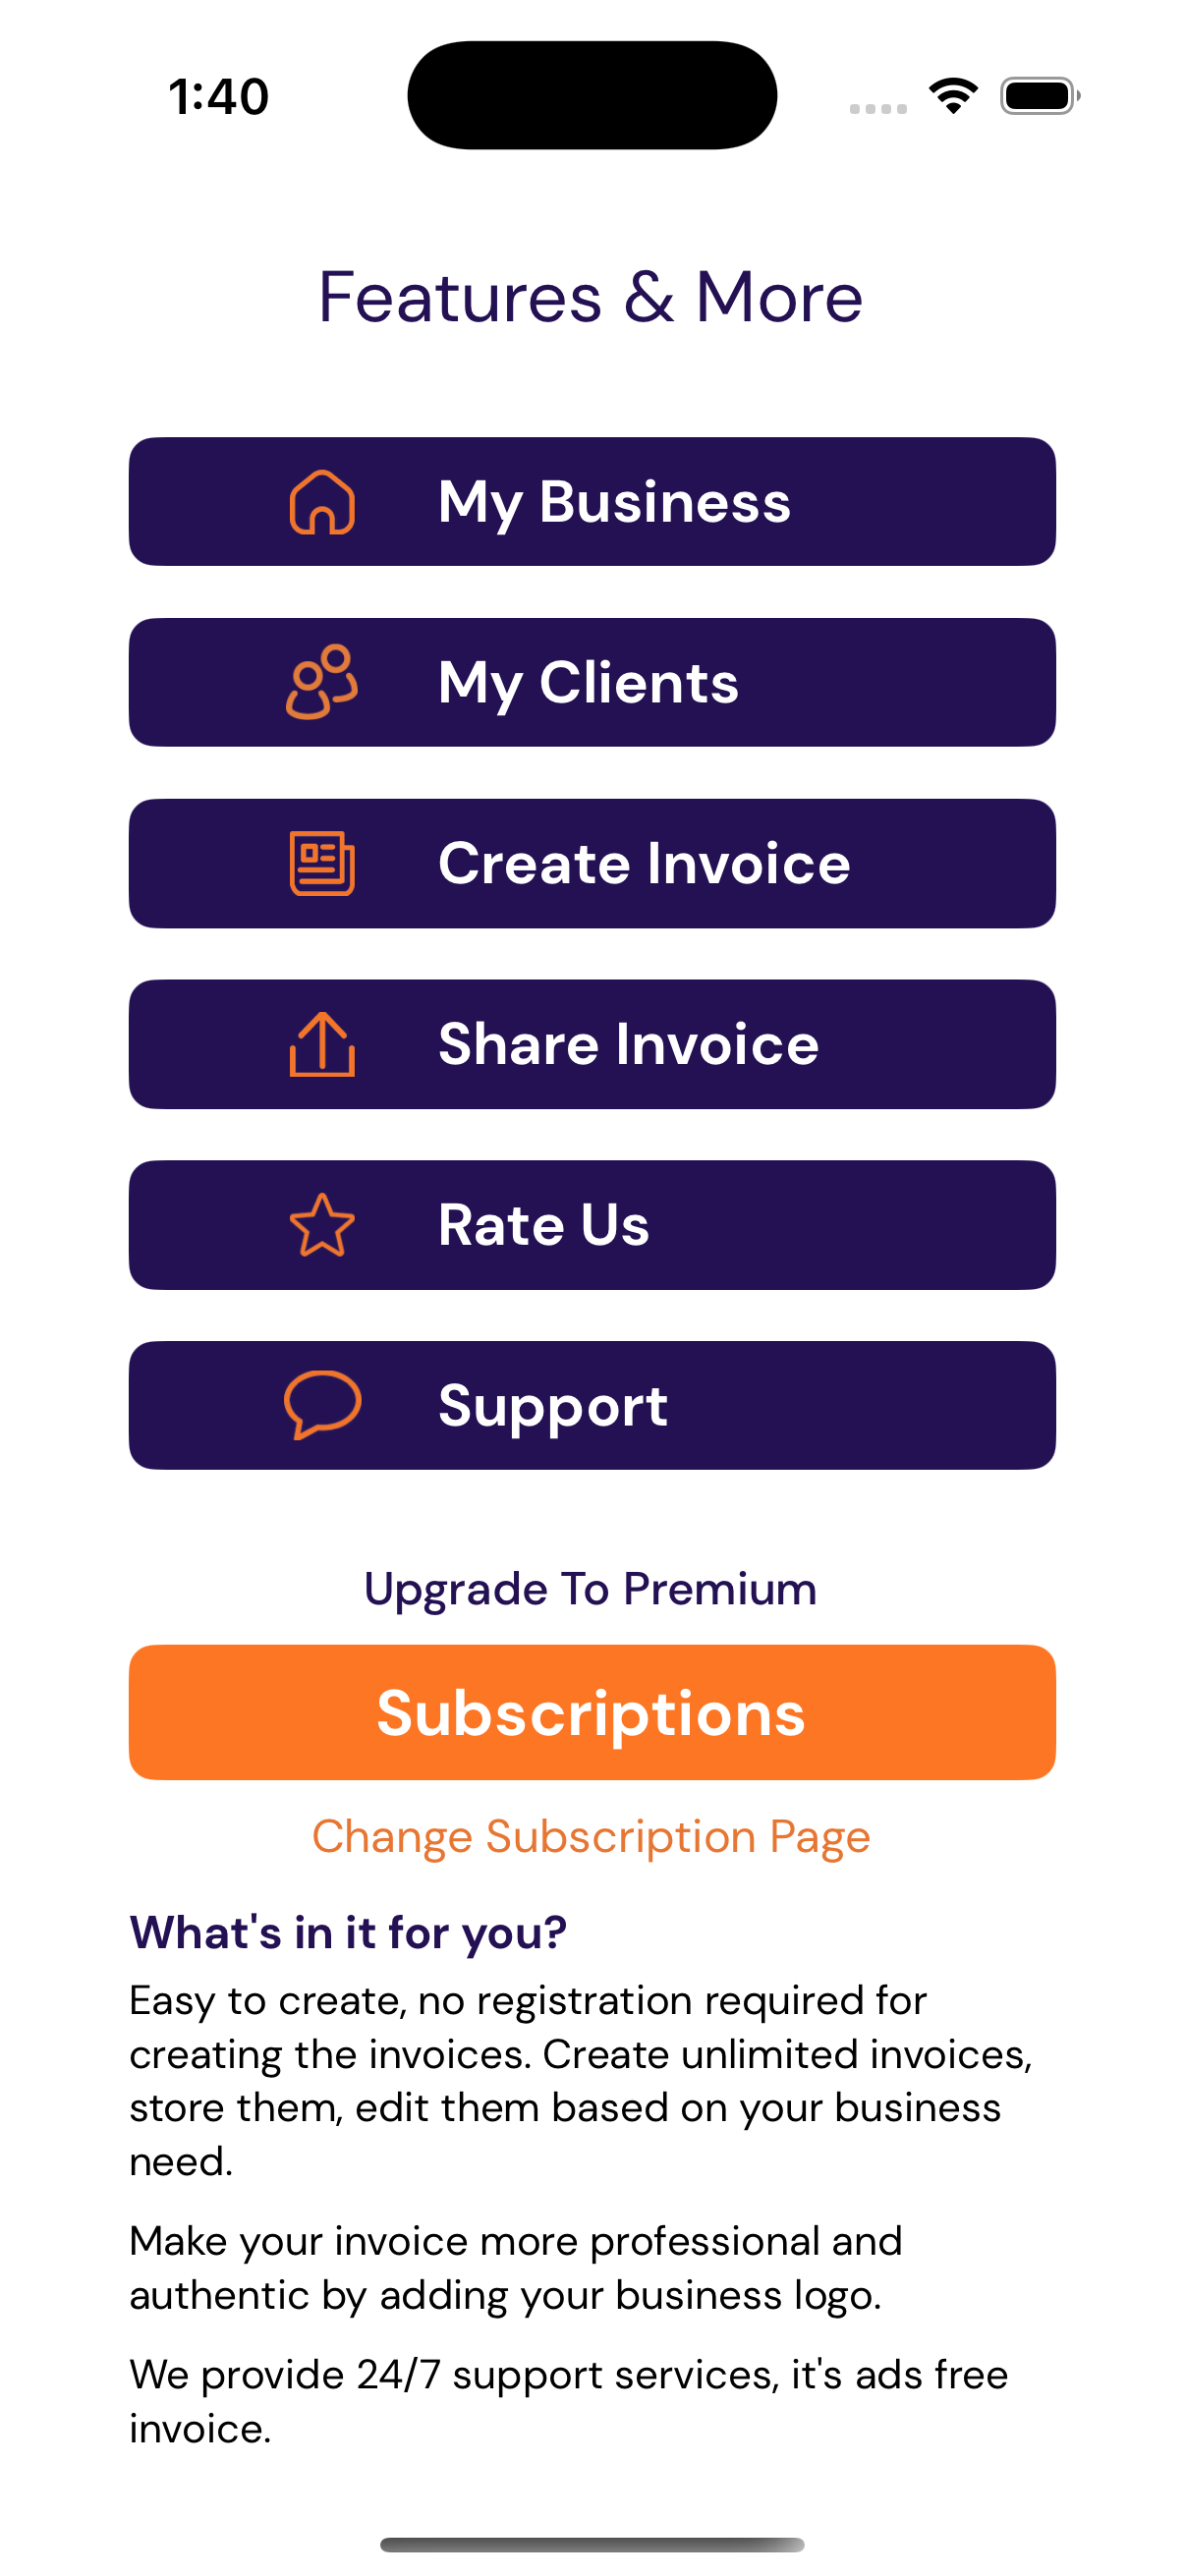 1:40
Features & More
My Business
My Clients
Create Invoice
Share Invoice
Rate Us
Support
Upgrade To Premium
Subscriptions
Change Subscription Page
What's in it for you?
Easy to create, no registration required for
creating the invoices. Create unlimited invoices,
store them, edit them based on your business
need.
Make your invoice more professional and
authentic by adding your business logo.
We provide 24/7 support services, it's ads free
invoice.